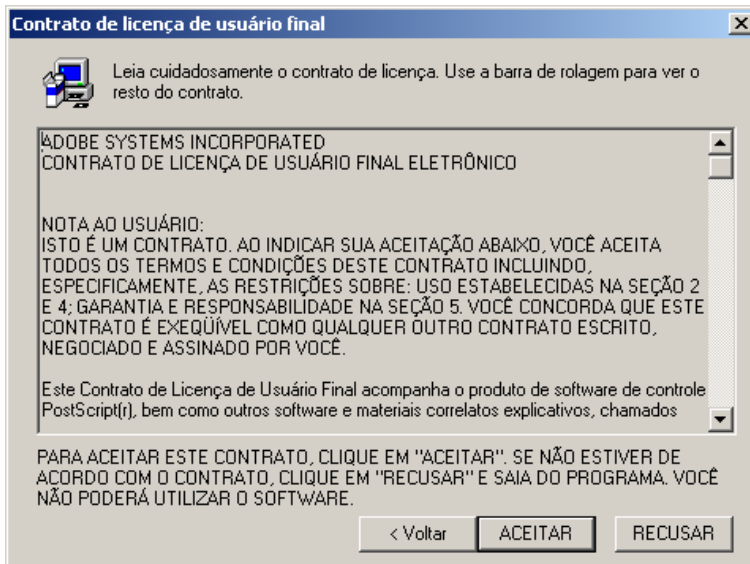 Contrato de licença de usuário final
Leia cuidadosamente o contrato de licença. Use a barra de rolagem para ver o
resto do contrato.
ADOBE SYSTEMS INCORPORATED
CONTRATO DE LICENÇA DE USUÁRIO FINAL ELETRÔNICO
NOTA AO USUÁRIO:
ISTO É UM CONTRATO. AO INDICAR SUA ACEITAÇÃO ABAIXO, VOCÊ ACEITA
TODOS OS TERMOS E CONDIÇÕES DESTE CONTRATO INCLUINDO,
ESPECIFICAMENTE, AS RESTRIÇÕES SOBRE: USO ESTABELECIDAS NA SEÇÃO 2
E 4; GARANTIA E RESPONSABILIDADE NA SEÇÃO 5. VOCÊ CONCORDA QUE ESTE
CONTRATO É EXEQÜÍVEL COMO QUALQUER OUTRO CONTRATO ESCRITO,
NEGOCIADO E ASSINADO POR VOCÊ.
Este Contrato de Licença de Usuário Final acompanha o produto de software de controle
PostScript(r), bem como outros software e materiais correlatos explicativos, chamados
PARA ACEITAR ESTE CONTRATO, CLIQUE EM "ACEITAR". SE NÃO ESTIVER DE
ACORDO COM O CONTRATO, CLIQUE EM "RECUSAR" E SAIA DO PROGRAMA. VOCÊ
NÃO PODERÁ UTILIZAR O SOFTWARE.
< Voltar ACEITAR RECUSAR